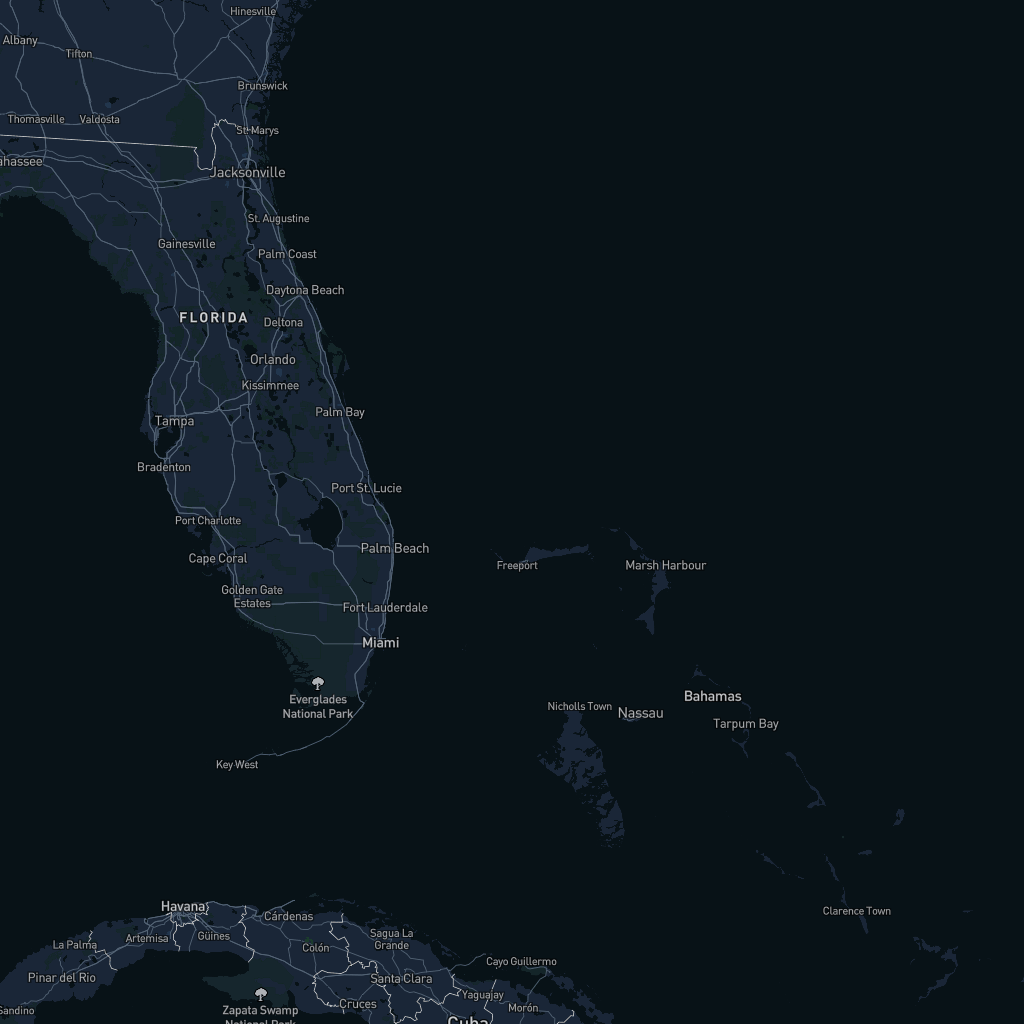 Hinesville
Albany
Tifton
Brunswick
Thomasville
Valdosta
St. Marys
ahassee
Jacksonville
St. Augustine
Gainesville
Palm Coast
Daytona Beach
FLORIDA
Deltona
Orlando
Kissimmee
Palm Bay
Tampa
Bradenton
Port St. Lucie
Port Charlotte
Palm Beach
Cape Coral
Freeport
Marsh Harbour
Golden Gate
Estates
Fort Lauderdale
Miami
Everglades
National Park
Bahamas
Nicholls Town
Nassau
Tarpum Bay
Key West
Havana
Clarence Town
Cárdenas
La Palma
Artemisa
Güines
Colón
Sagua La
Grande
Cayo Guillermo
Pinar del Rio
Santa Clara
Yaguajay
Sandino
Zapata Swamp
National Park
Cruces
Morón
Cuba